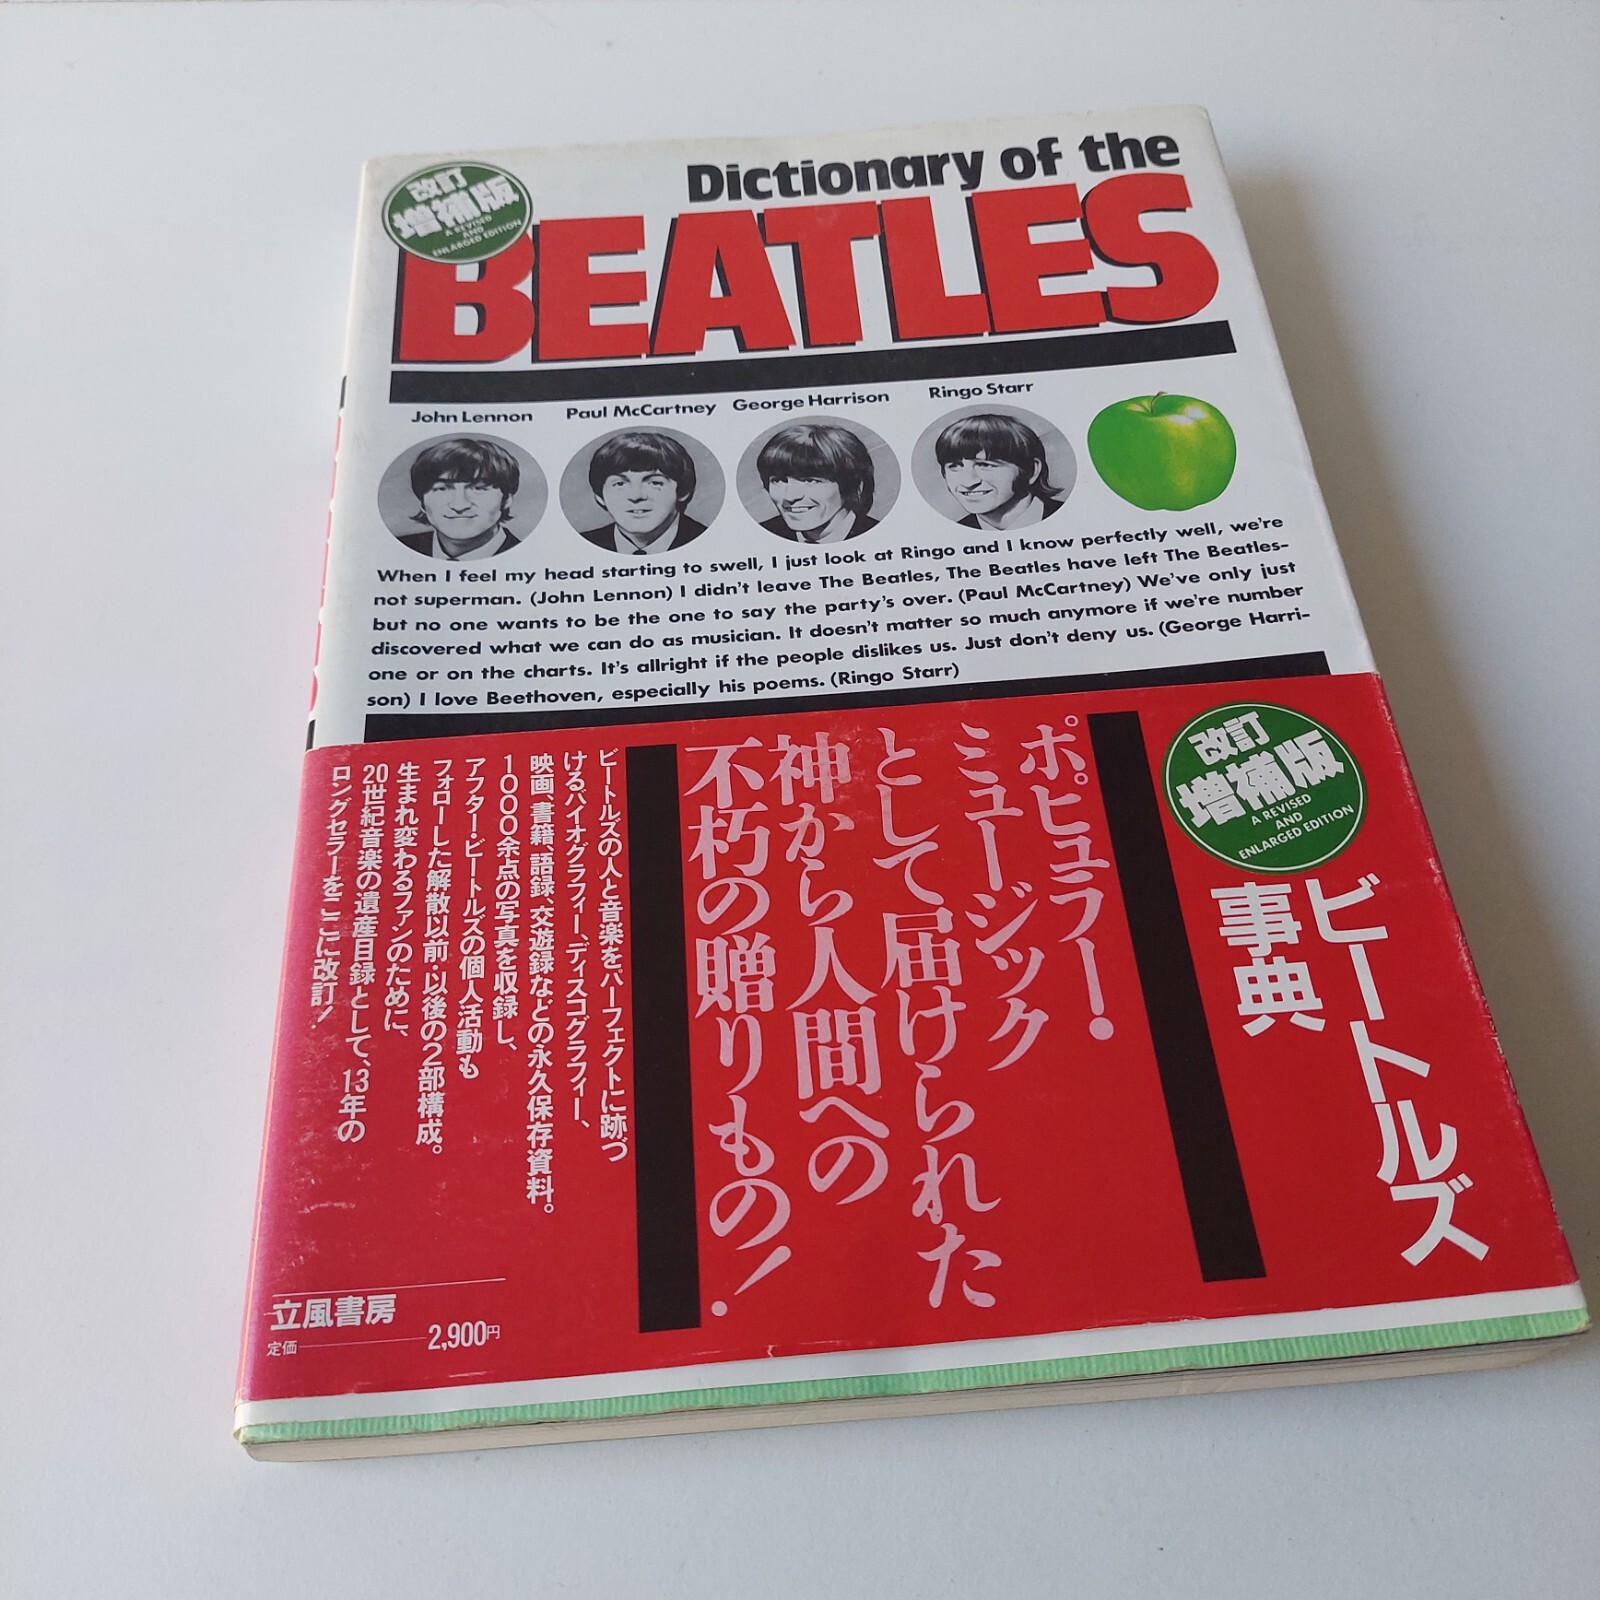 改訂
増補版
A REVISED
AND
ENLARGED EDITION
Dictionary of the
BEATLES
John Lennon
Paul McCartney
George Harrison
Ringo Starr
When I feel my head starting to swell, I just look at Ringo and I know perfectly well, we're
not superman. (John Lennon) I didn't leave The Beatles, The Beatles have left The Beatles-
but no one wants to be the one to say the party's over. (Paul McCartney) We've only just
discovered what we can do as musician. It doesn't matter so much anymore if we're number
one or on the charts. It's allright if the people dislikes us. Just don't deny us. (George Harri-
son) I love Beethoven, especially his poems. (Ringo Starr)
改訂
増補版
A REVISED
AND
ENLARGED EDITION
ビートルズ
事典
ポピュラー・
ミュージック
として届けられた
神から人間への
不朽の贈りもの!
ビートルズの人と音楽をパーフェクトに跡づ
けるバイオグラフィー、ディスコグラフィー、
映画、書籍、語録、交遊録などの永久保存資料。
1000余点の写真を収録し、
アフター・ビートルズの個人活動も
フォローした解散以前・以後の2部構成。
生まれ変わるファンのために、
20世紀音楽の遺産目録として、13年の
ロングセラーをここに改訂!
立風書房
定価
2,900円